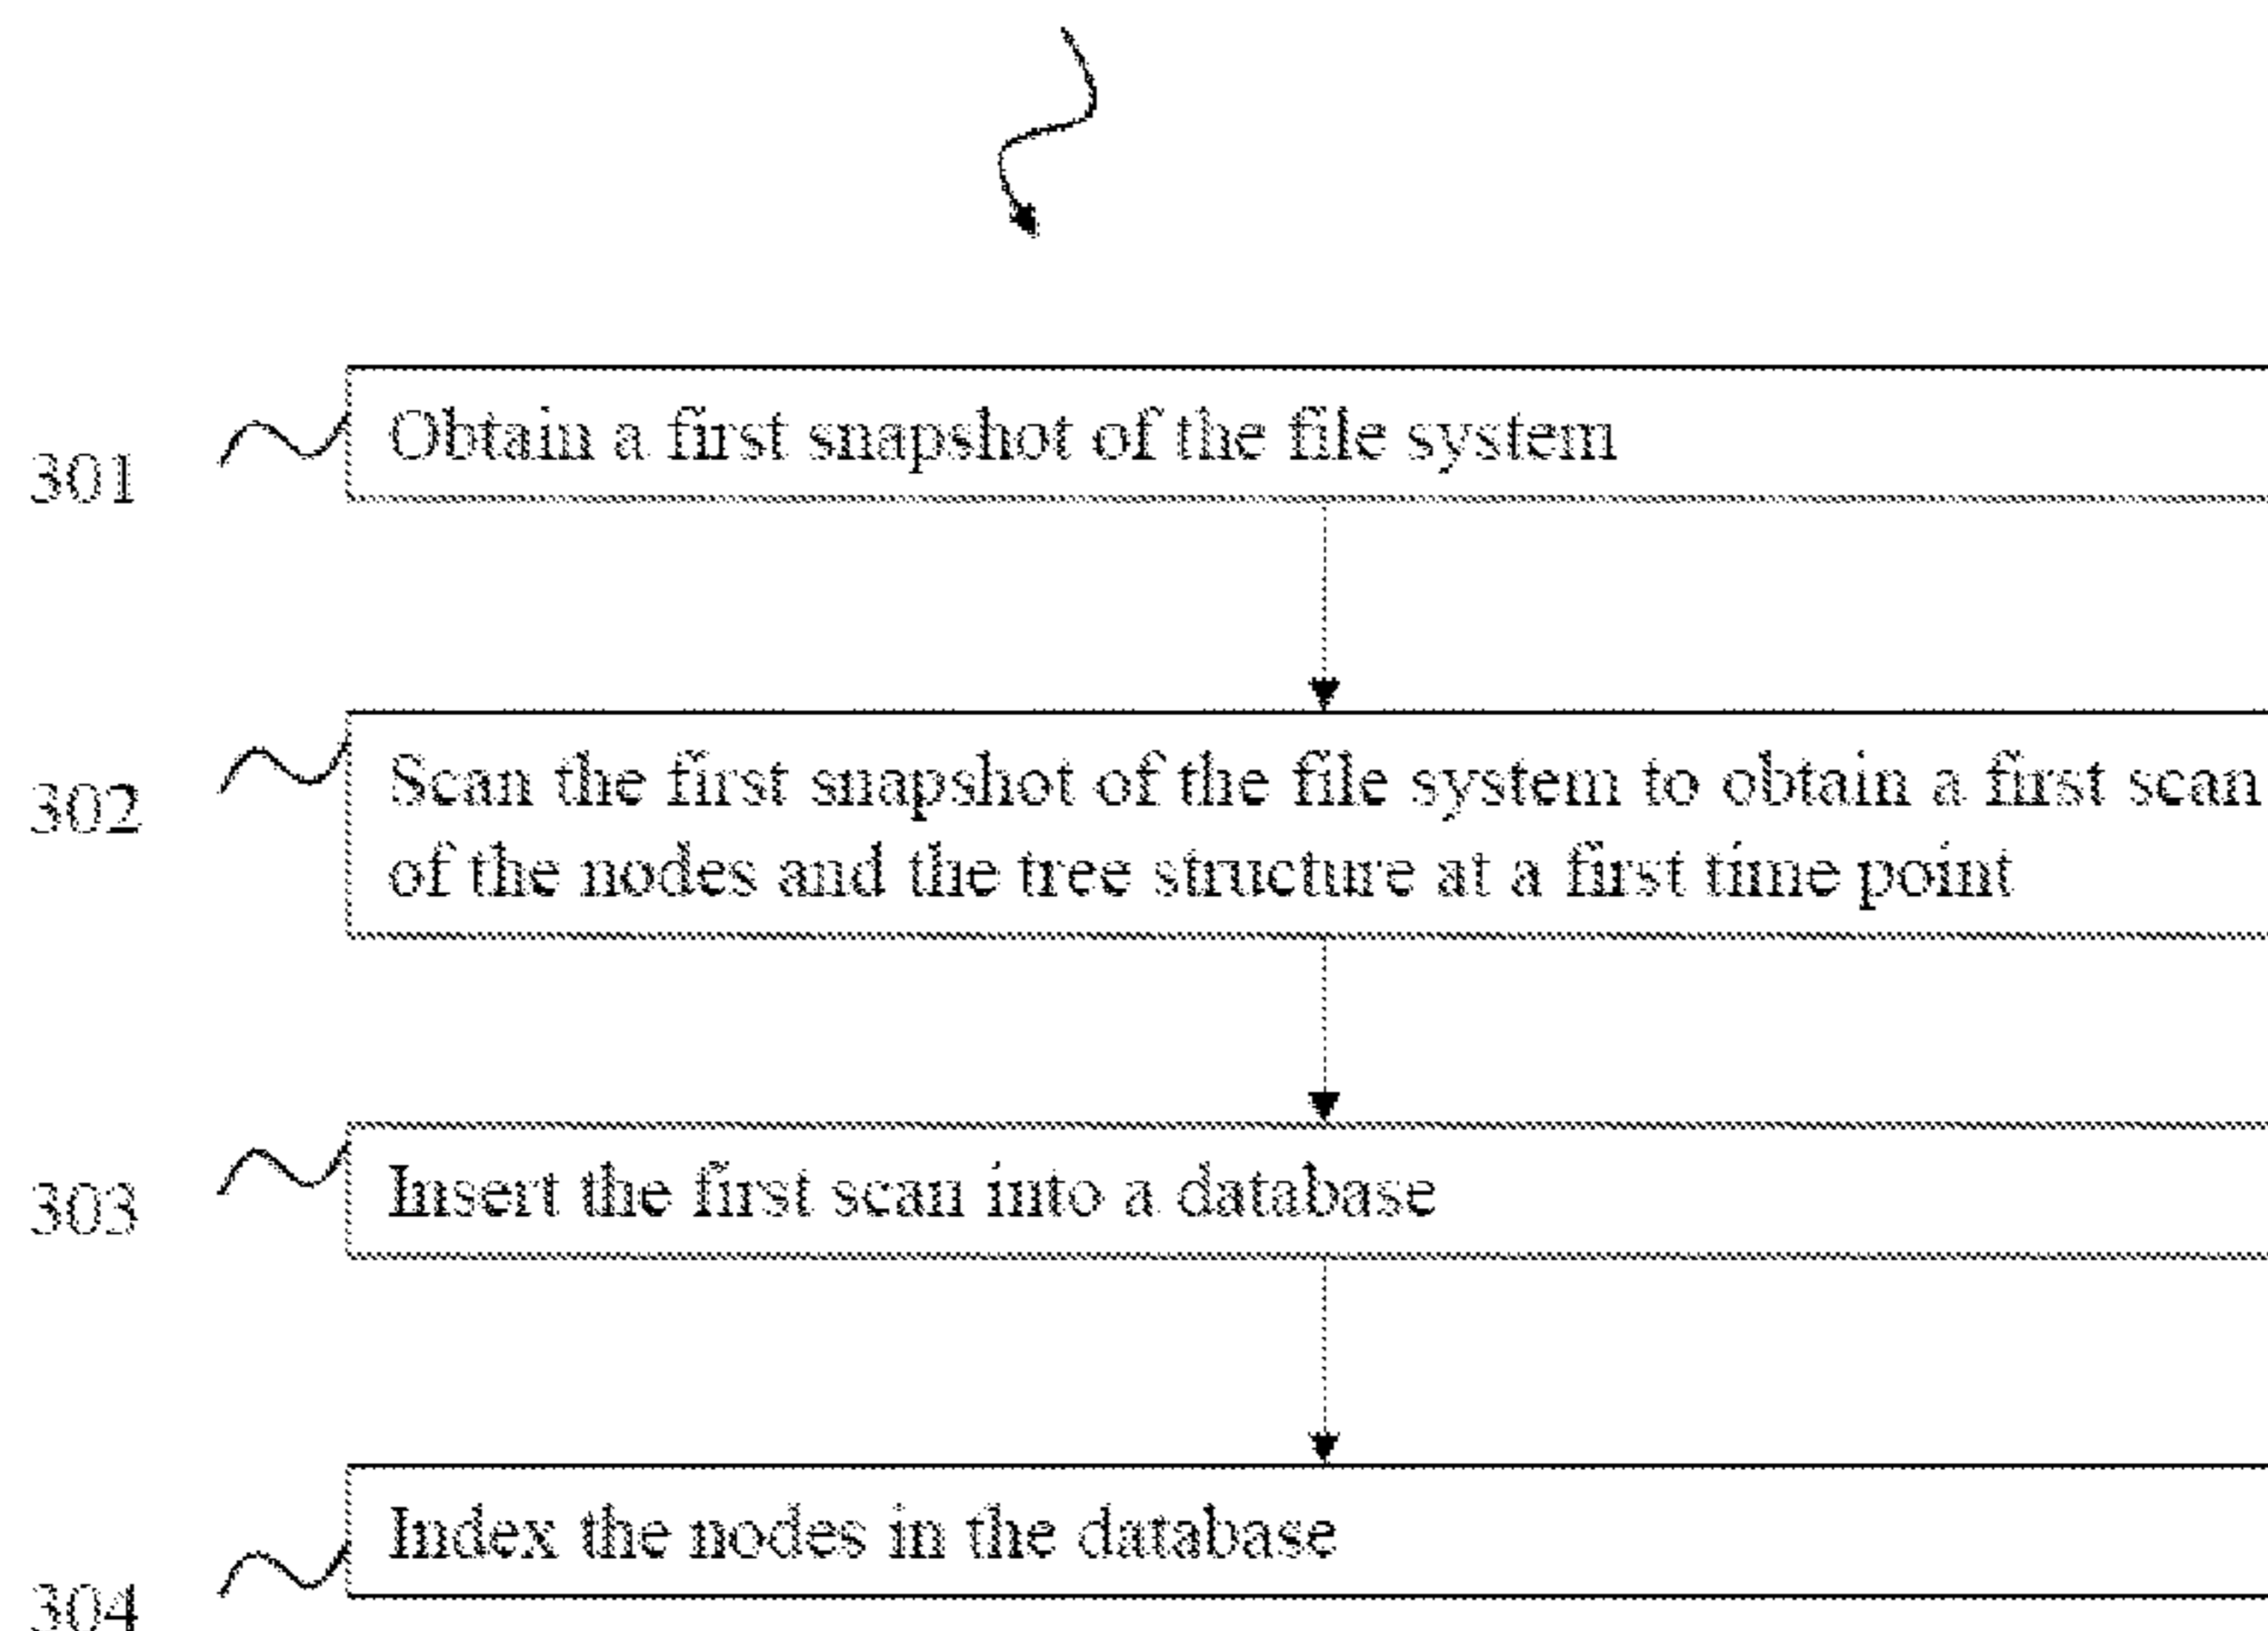 301
Obtain a first snapshot of the file system
302
Scan the first snapshot of the file system to obtain a first scan
of the nodes and the tree structure at a first time point
303
Insert the first scan into a database
304
Index the nodes in the database